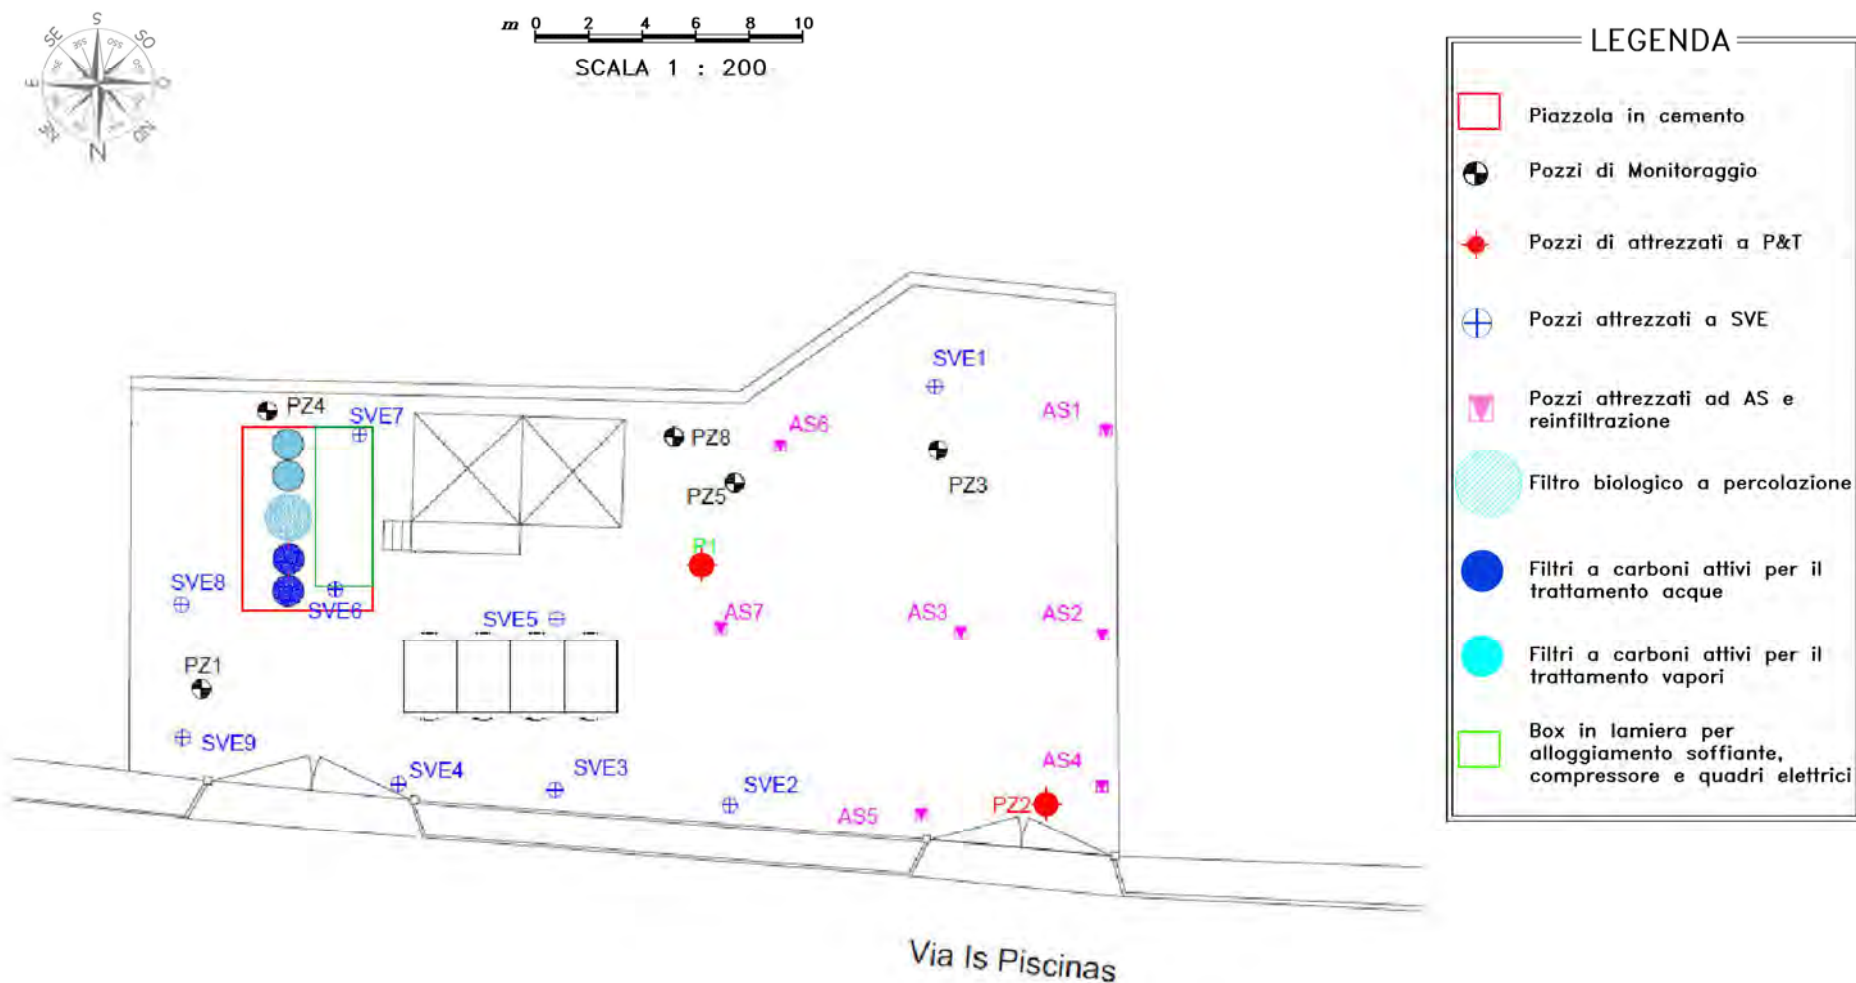 S
SE
SO
E
O
NE
NO
N
m 0 2 4 6 8 10
SCALA 1 : 200
LEGENDA
Piazzola in cemento
Pozzi di Monitoraggio
Pozzi di attrezzati a P&T
Pozzi attrezzati a SVE
Pozzi attrezzati ad AS e
reinfiltrazione
Filtro biologico a percolazione
Filtri a carboni attivi per il
trattamento acque
Filtri a carboni attivi per il
trattamento vapori
Box in lamiera per
alloggiamento soffiante,
compressore e quadri elettrici
SVE1
PZ4
SVE7
AS6
AS1
PZ8
PZ5
PZ3
SVE8
SVE6
SVE5
AS7
AS3
AS2
PZ1
SVE9
SVE4
SVE3
SVE2
AS5
PZ2
AS4
Via Is Piscinas